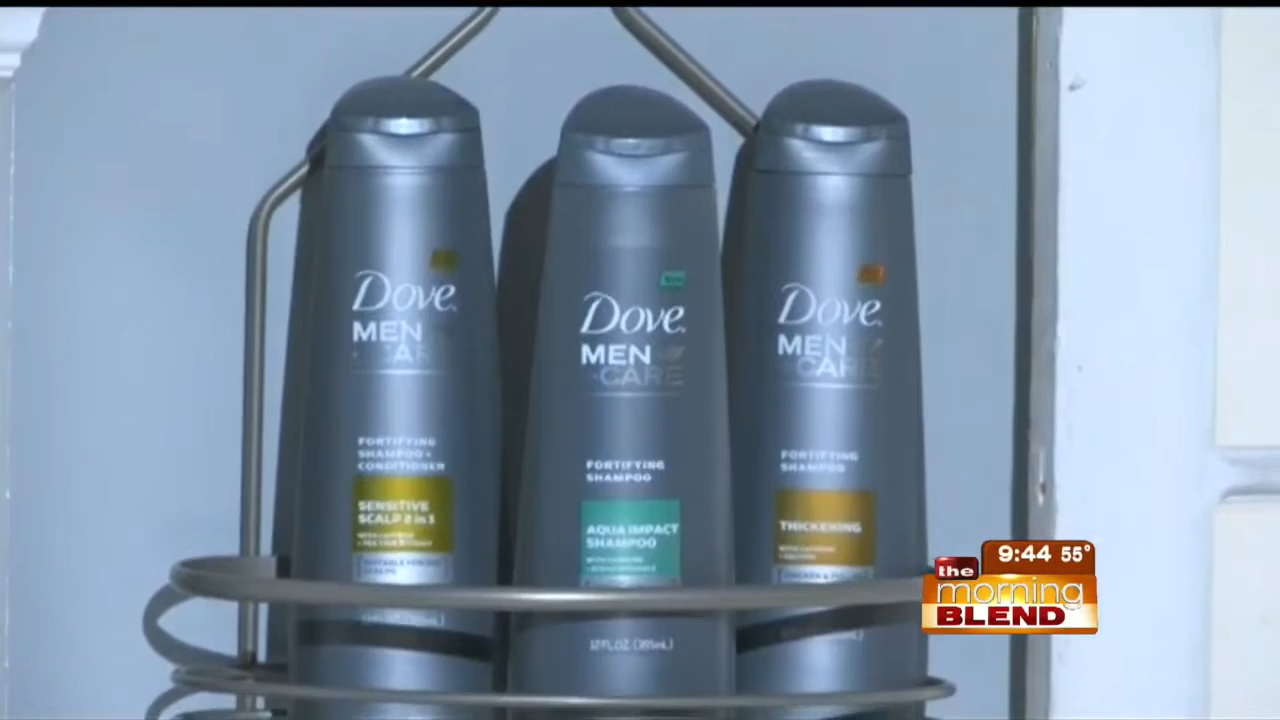 Dove
MEN
+CARE
FORTIFYING
SHAMPOO +
CONDITIONER
SENSITIVE
SCALP 2 in 1
New
Dove
MEN
+CARE
FORTIFYING
SHAMPOO
AQUA IMPACT
SHAMPOO
12 FL OZ (355mL)
Dove
MEN
+CARE
FORTIFYING
SHAMPOO
THICKENING
9:44 55°
the
morning
BLEND